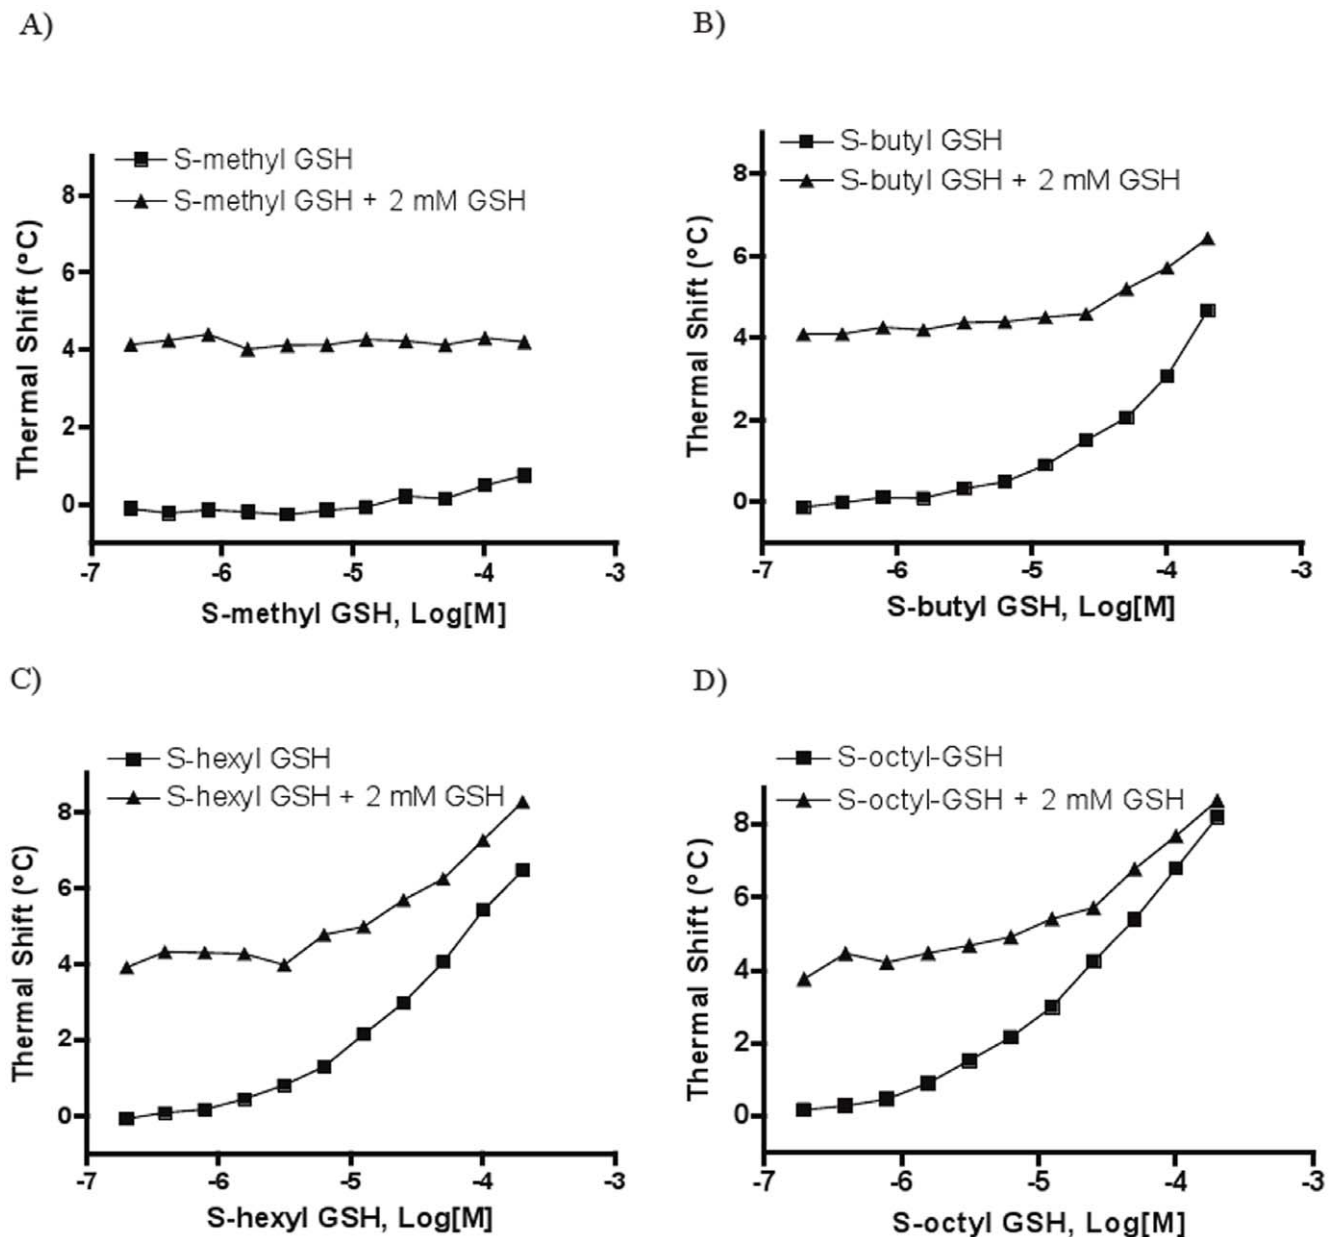 A)
S-methyl GSH
S-methyl GSH + 2 mM GSH
Thermal Shift (°C)
8
6
4
2
0
-7
-6
-5
-4
-3
S-methyl GSH, Log[M]
B)
S-butyl GSH
S-butyl GSH + 2 mM GSH
Thermal Shift (°C)
8
6
4
2
0
-7
-6
-5
-4
-3
S-butyl GSH, Log[M]
C)
S-hexyl GSH
S-hexyl GSH + 2 mM GSH
Thermal Shift (°C)
8
6
4
2
0
-7
-6
-5
-4
-3
S-hexyl GSH, Log[M]
D)
S-octyl-GSH
S-octyl-GSH + 2 mM GSH
Thermal Shift (°C)
8
6
4
2
0
-7
-6
-5
-4
-3
S-octyl GSH, Log[M]